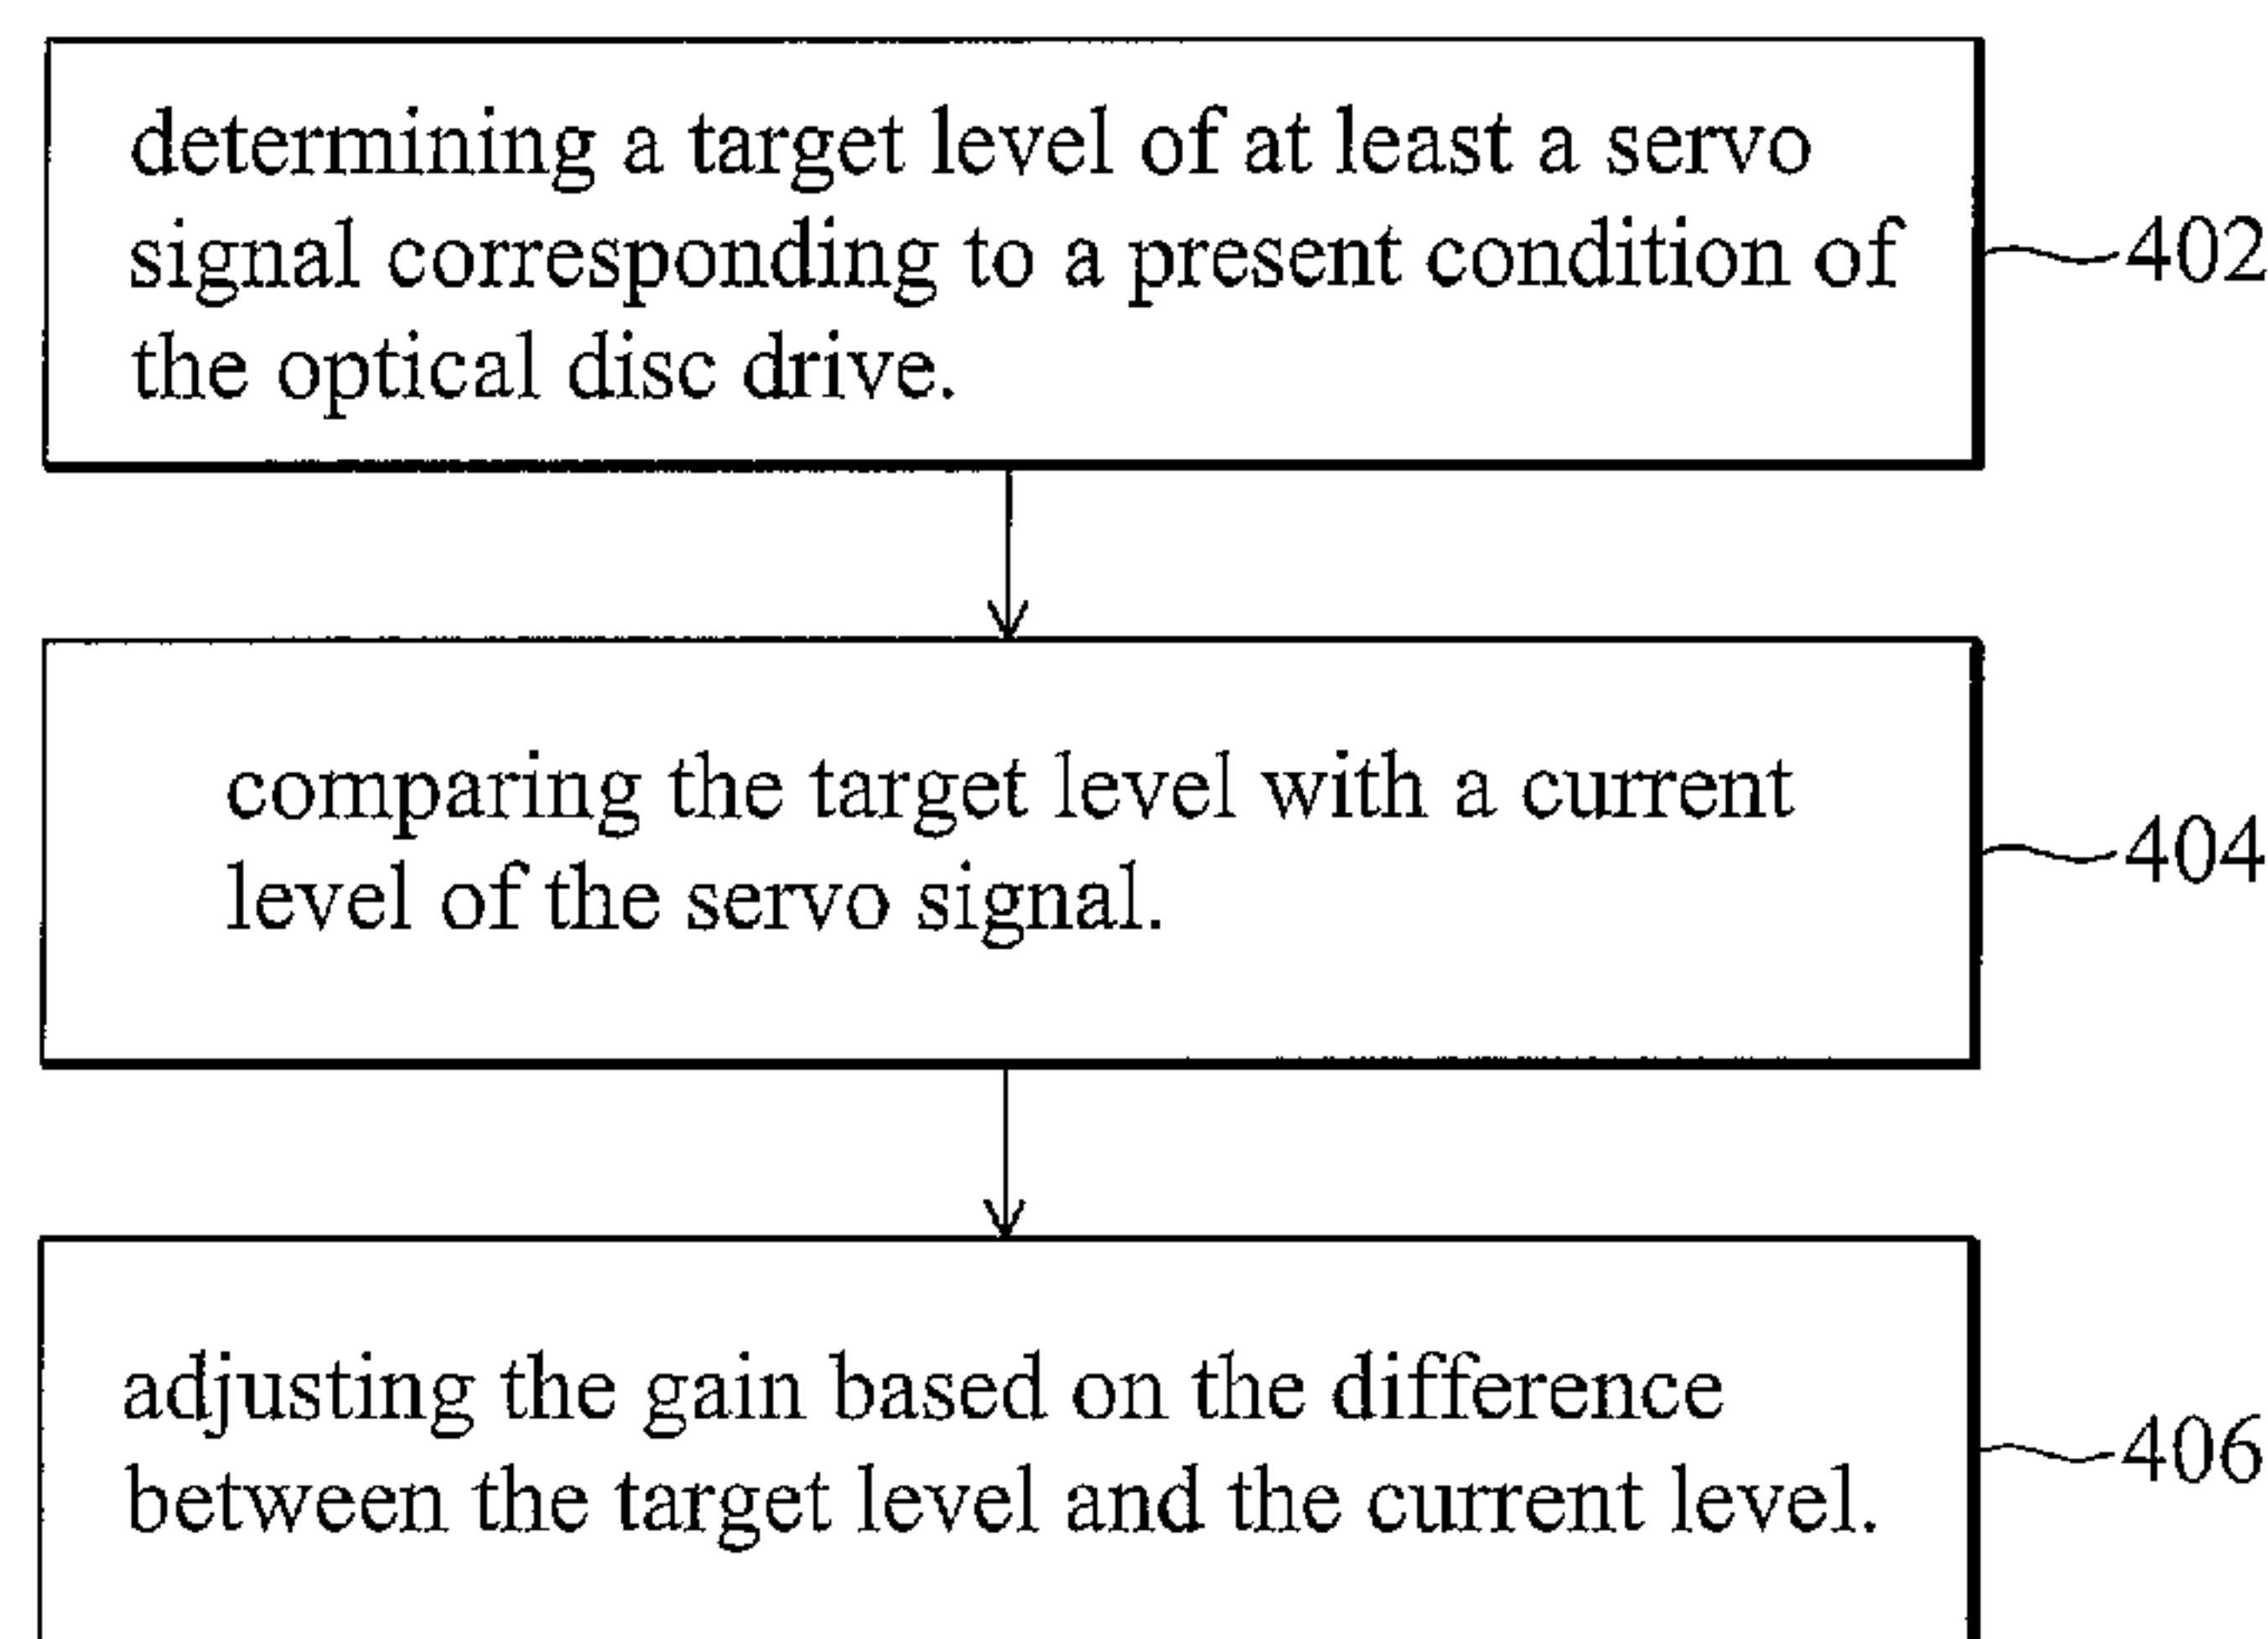 determining a target level of at least a servo
signal corresponding to a present condition of
the optical disc drive.
402
comparing the target level with a current
level of the servo signal.
404
adjusting the gain based on the difference
between the target level and the current level.
406